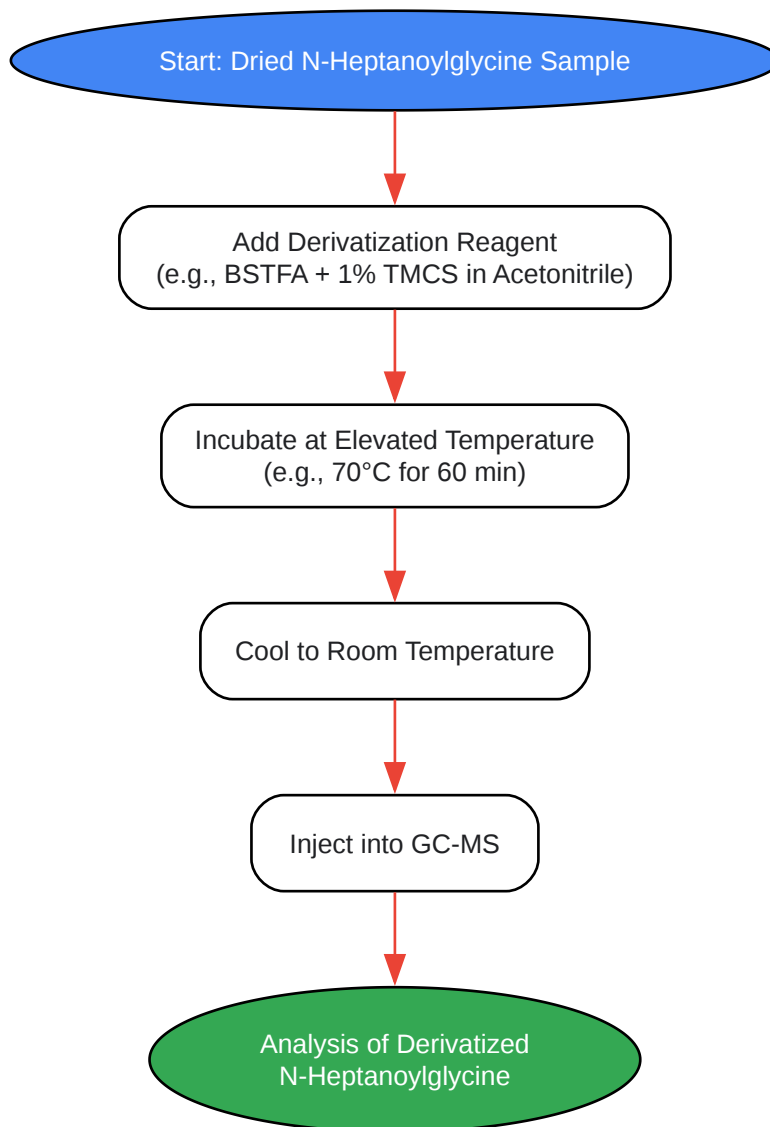 Start: Dried N-Heptanoylglycine Sample
Add Derivatization Reagent
(e.g., BSTFA + 1% TMCS in Acetonitrile)
Incubate at Elevated Temperature
(e.g., 70°C for 60 min)
Cool to Room Temperature
Inject into GC-MS
Analysis of Derivatized
N-Heptanoylglycine